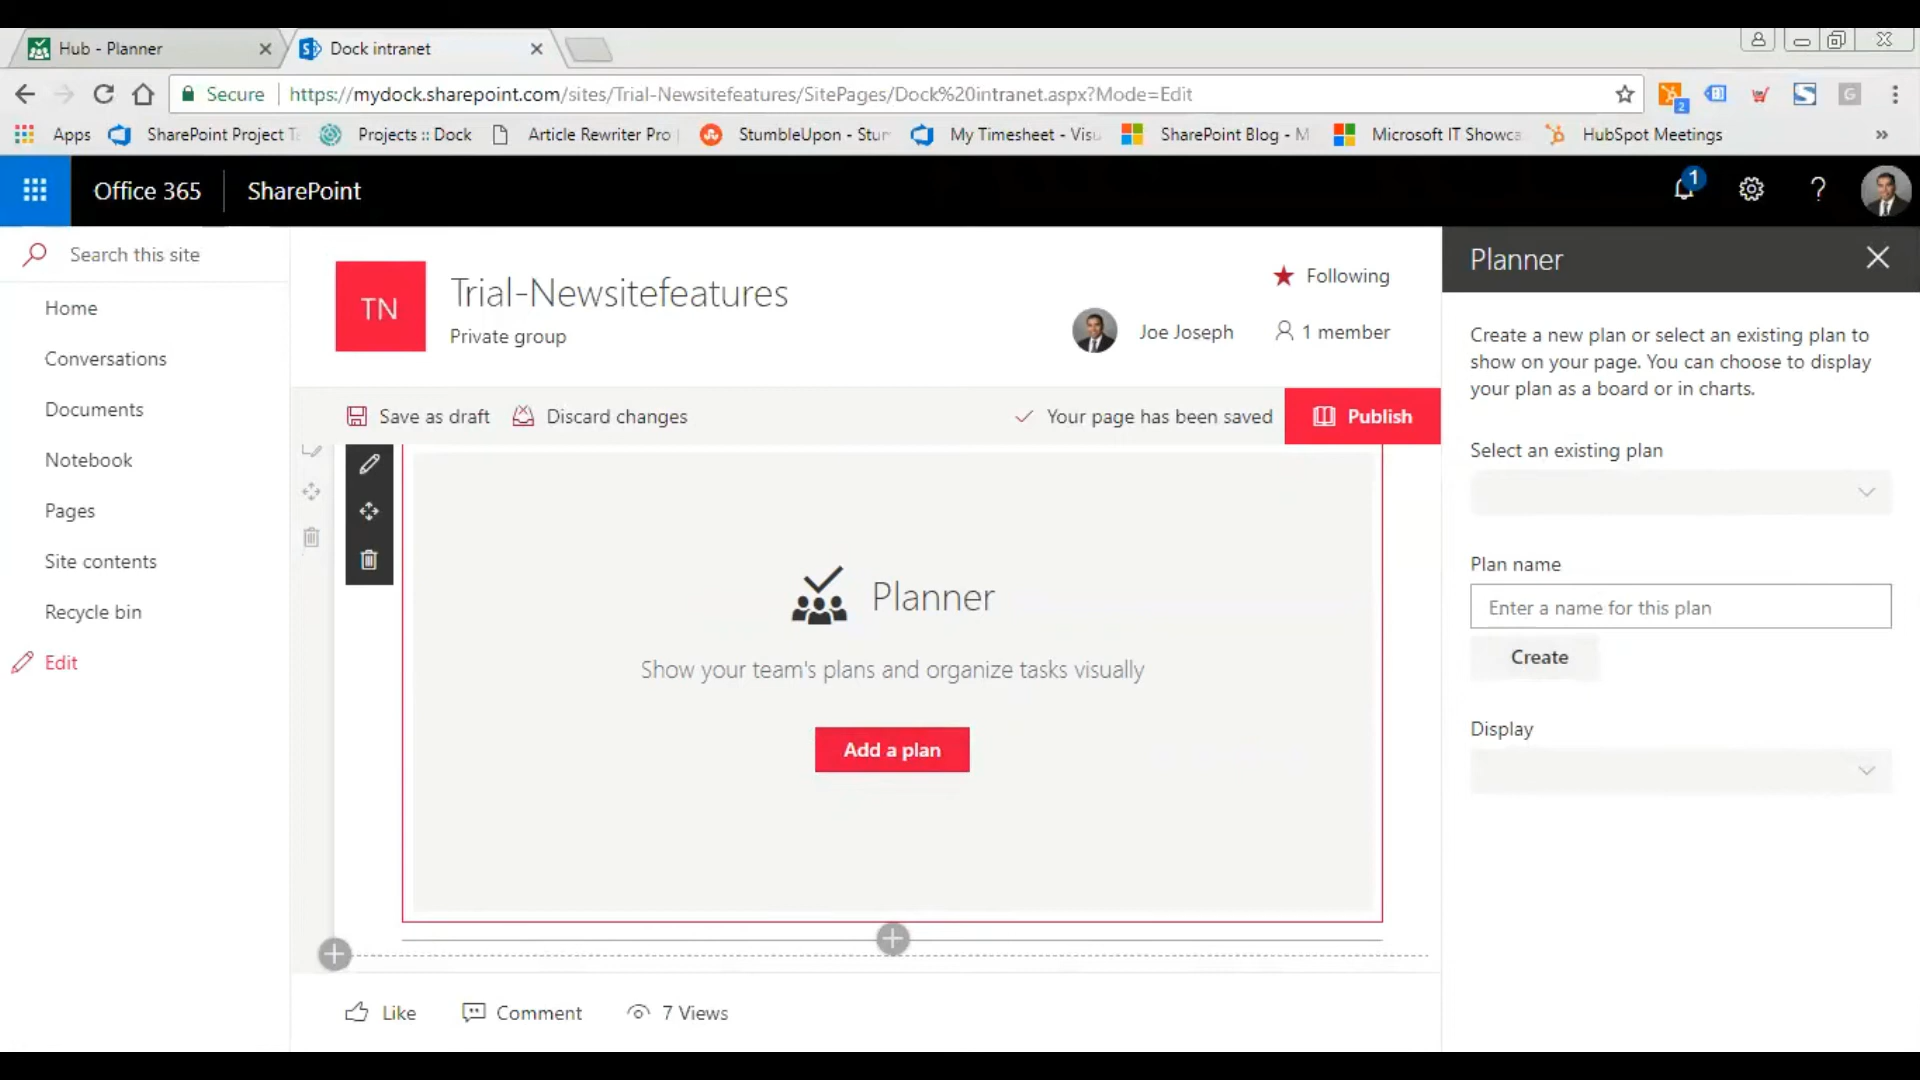 Hub - Planner
Dock intranet
Secure
https://mydock.sharepoint.com/sites/Trial-Newsitefeatures/SitePages/Dock%20intranet.aspx?Mode=Edit
2
G
Apps
SharePoint Project T
Projects :: Dock
Article Rewriter Pro
StumbleUpon - Stum
My Timesheet - Visu
SharePoint Blog - M
Microsoft IT Showca
HubSpot Meetings
»
Office 365
SharePoint
1
?
Search this site
Home
Conversations
Documents
Notebook
Pages
Site contents
Recycle bin
Edit
TN
Trial-Newsitefeatures
Private group
Following
Joe Joseph
1 member
Save as draft
Discard changes
Your page has been saved
Publish
Planner
Show your team's plans and organize tasks visually
Add a plan
Like
Comment
7 Views
Planner
Create a new plan or select an existing plan to
show on your page. You can choose to display
your plan as a board or in charts.
Select an existing plan
Plan name
Enter a name for this plan
Create
Display